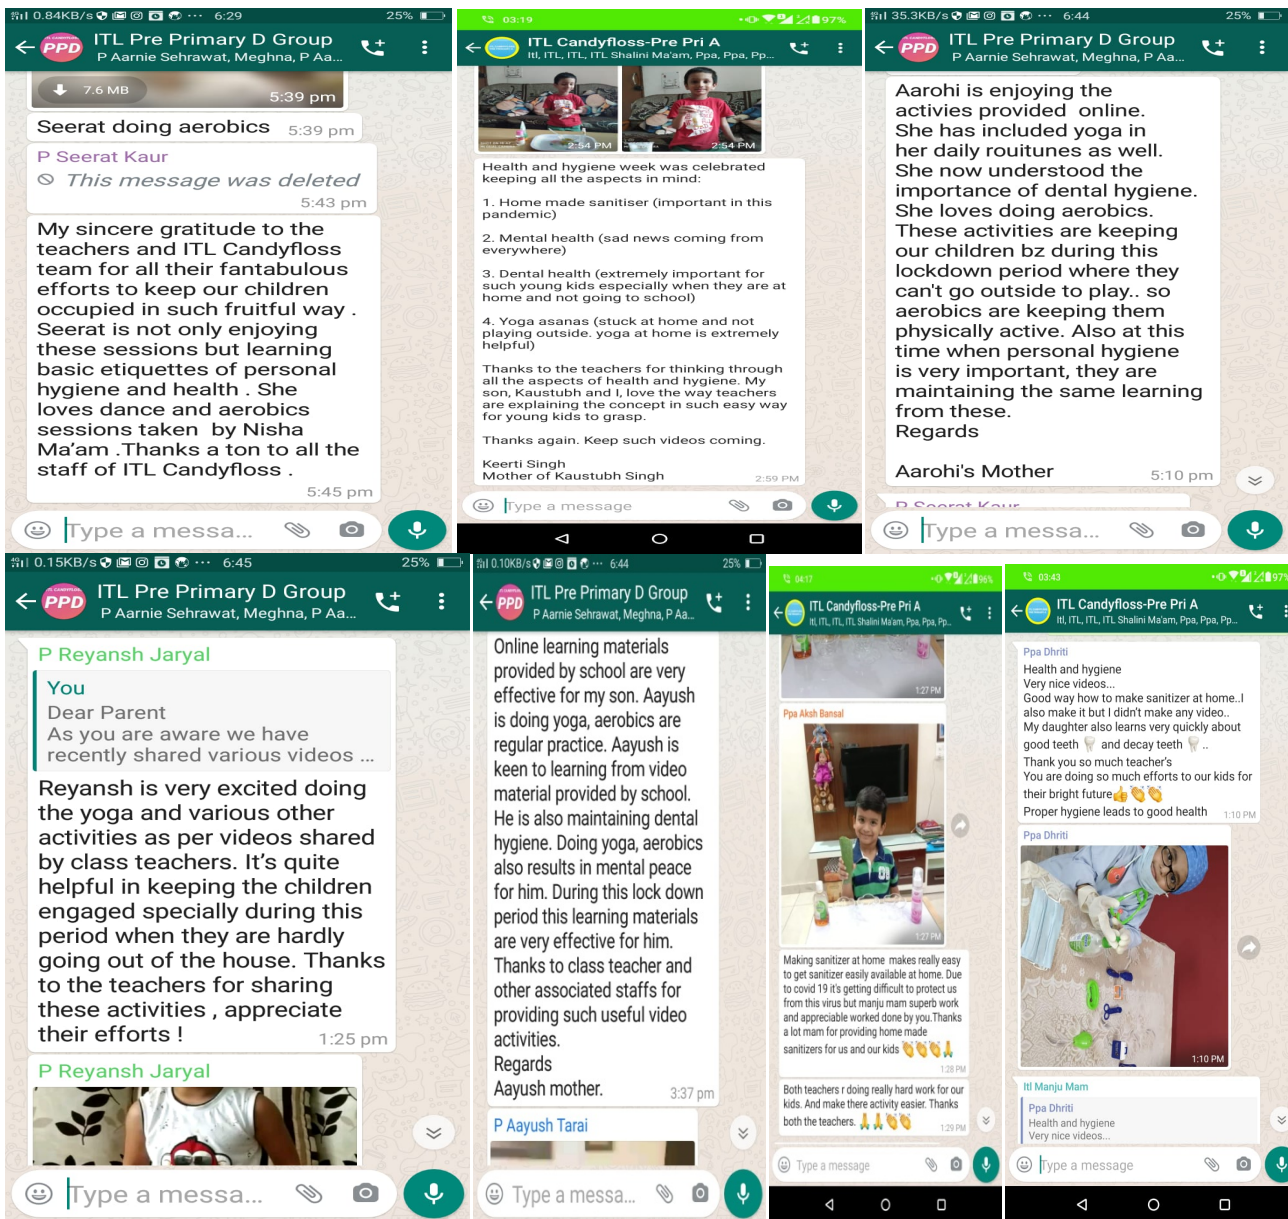 0.84KB/s 6:29 25%
ITL Pre Primary D Group
P Aarnie Sehrawat, Meghna, P Aa...
7.6 MB
5:39 pm
Seerat doing aerobics 5:39 pm
P Seerat Kaur
This message was deleted
5:43 pm
My sincere gratitude to the
teachers and ITL Candyfloss
team for all their fantabulous
efforts to keep our children
occupied in such fruitful way .
Seerat is not only enjoying
these sessions but learning
basic etiquettes of personal
hygiene and health . She
loves dance and aerobics
sessions taken by Nisha
Ma'am .Thanks a ton to all the
staff of ITL Candyfloss .
5:45 pm
Type a messa...
03:19 97%
ITL Candyfloss-Pre Pri A
Itl, ITL, ITL, ITL Shalini Ma'am, Ppa, Ppa, Pp...
2:54 PM 2:54 PM
Health and hygiene week was celebrated
keeping all the aspects in mind:
1. Home made sanitiser (important in this
pandemic)
2. Mental health (sad news coming from
everywhere)
3. Dental health (extremely important for
such young kids especially when they are at
home and not going to school)
4. Yoga asanas (stuck at home and not
playing outside. yoga at home is extremely
helpful)
Thanks to the teachers for thinking through
all the aspects of health and hygiene. My
son, Kaustubh and I, love the way teachers
are explaining the concept in such easy way
for young kids to grasp.
Thanks again. Keep such videos coming.
Keerti Singh
Mother of Kaustubh Singh 2:59 PM
Type a message
35.3KB/s 6:44 25%
PPD ITL Pre Primary D Group
P Aarnie Sehrawat, Meghna, P Aa...
Aarohi is enjoying the
activies provided online.
She has included yoga in
her daily rouitunes as well.
She now understood the
importance of dental hygiene.
She loves doing aerobics.
These activities are keeping
our children bz during this
lockdown period where they
can't go outside to play.. so
aerobics are keeping them
physically active. Also at this
time when personal hygiene
is very important, they are
maintaining the same learning
from these.
Regards
Aarohi's Mother 5:10 pm
P Seerat Kaur
Type a messa...
0.15KB/s 6:45 25%
PPD ITL Pre Primary D Group
P Aarnie Sehrawat, Meghna, P Aa...
P Reyansh Jaryal
You
Dear Parent
As you are aware we have
recently shared various videos ...
Reyansh is very excited doing
the yoga and various other
activities as per videos shared
by class teachers. It's quite
helpful in keeping the children
engaged specially during this
period when they are hardly
going out of the house. Thanks
to the teachers for sharing
these activities , appreciate
their efforts !
1:25 pm
P Reyansh Jaryal
Type a messa...
0.10KB/s 6:44 25%
PPD ITL Pre Primary D Group
P Aarnie Sehrawat, Meghna, P Aa...
Online learning materials
provided by school are very
effective for my son. Aayush
is doing yoga, aerobics are
regular practice. Aayush is
keen to learning from video
material provided by school.
He is also maintaining dental
hygiene. Doing yoga, aerobics
also results in mental peace
for him. During this lock down
period this learning materials
are very effective for him.
Thanks to class teacher and
other associated staffs for
providing such useful video
activities.
Regards
Aayush mother. 3:37 pm
P Aayush Tarai
Type a messa...
04:17 96%
ITL Candyfloss-Pre Pri A
Itl, ITL, ITL, ITL Shalini Ma'am, Ppa, Ppa, Pp...
1:27 PM
Ppa Aksh Bansal
1:27 PM
Making sanitizer at home makes really easy
to get sanitizer easily available at home. Due
to covid 19 it's getting difficult to protect us
from this virus but manju mam superb work
and appreciable worked done by you.Thanks
a lot mam for providing home made
sanitizers for us and our kids 👏👏👏🙏
1:28 PM
Both teachers r doing really hard work for our
kids. And make there activity easier. Thanks
both the teachers. 🙏🙏👏👏 1:29 PM
Type a message
03:43 97%
ITL Candyfloss-Pre Pri A
Itl, ITL, ITL, ITL Shalini Ma'am, Ppa, Ppa, Pp...
Ppa Dhriti
Health and hygiene
Very nice videos...
Good way how to make sanitizer at home..I
also make it but I didn't make any video..
My daughter also learns very quickly about
good teeth 🦷 and decay teeth 🦷 ..
Thank you so much teacher's
You are doing so much efforts to our kids for
their bright future👍👏👏
Proper hygiene leads to good health 1:10 PM
Ppa Dhriti
1:10 PM
Itl Manju Mam
Ppa Dhriti
Health and hygiene
Very nice videos...
Type a message